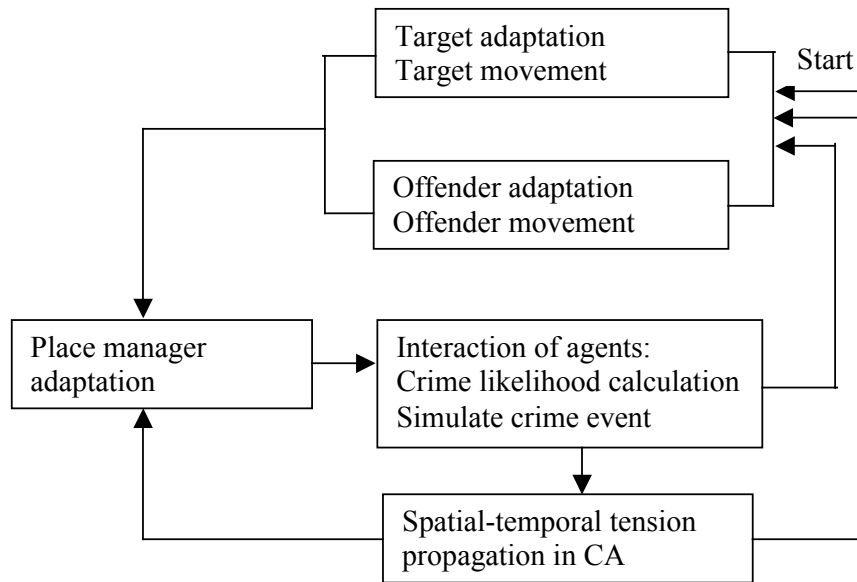 Target adaptation
Target movement
Start
Offender adaptation
Offender movement
Place manager
adaptation
Interaction of agents:
Crime likelihood calculation
Simulate crime event
Spatial-temporal tension
propagation in CA